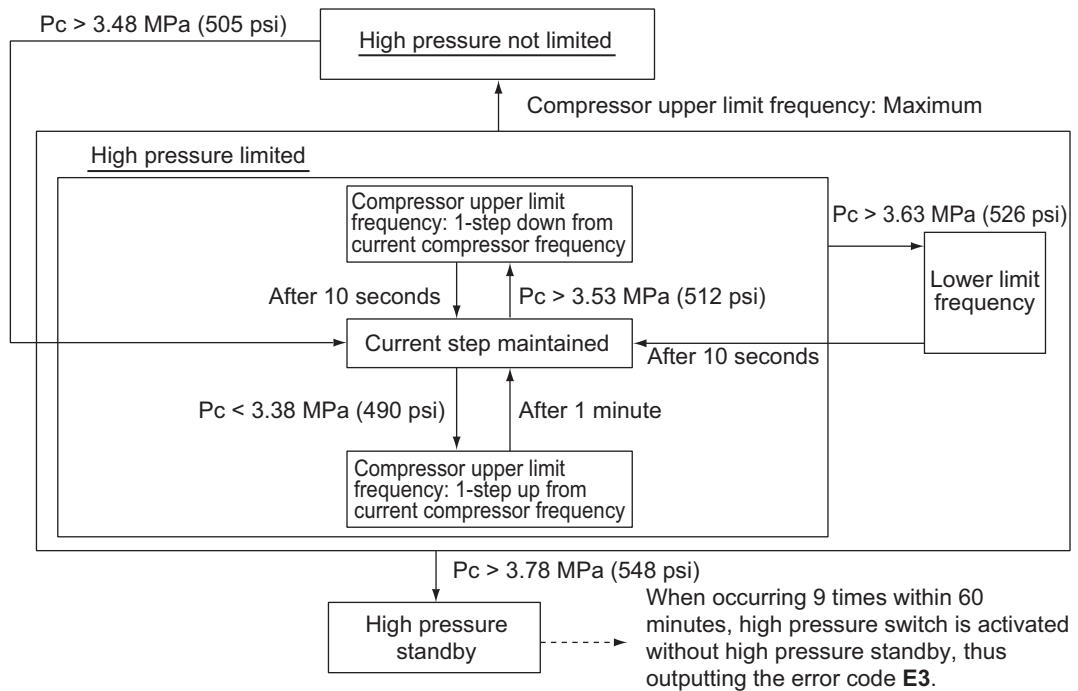 Pc > 3.48 MPa (505 psi)
High pressure not limited
Compressor upper limit frequency: Maximum
High pressure limited
Compressor upper limit
frequency: 1-step down from
current compressor frequency
Pc > 3.63 MPa (526 psi)
After 10 seconds
Pc > 3.53 MPa (512 psi)
Lower limit
frequency
Current step maintained
After 10 seconds
Pc < 3.38 MPa (490 psi)
After 1 minute
Compressor upper limit
frequency: 1-step up from
current compressor frequency
Pc > 3.78 MPa (548 psi)
High pressure
standby
When occurring 9 times within 60
minutes, high pressure switch is activated
without high pressure standby, thus
outputting the error code E3.